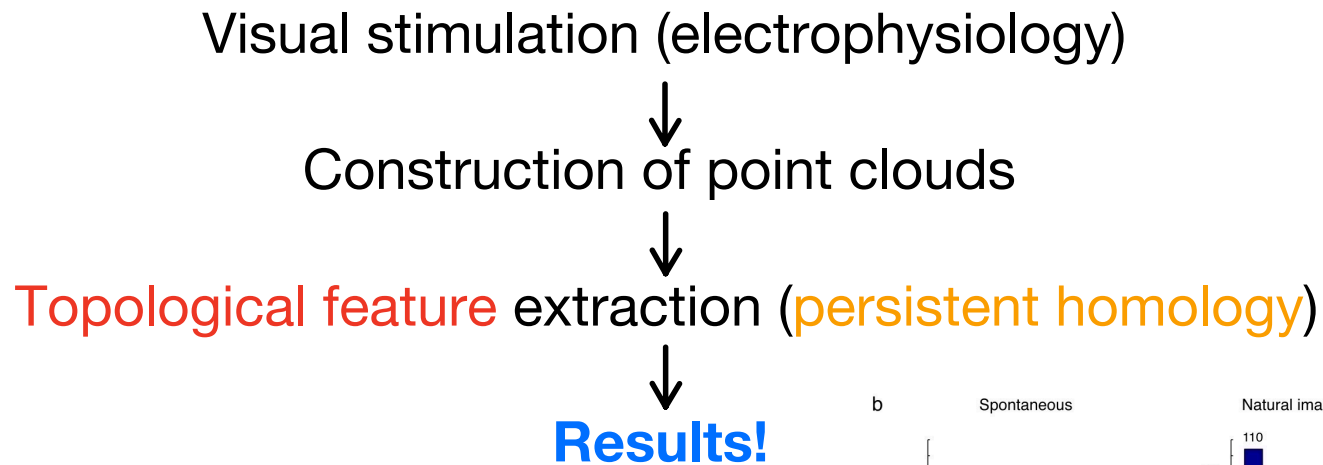 Visual stimulation (electrophysiology)
Construction of point clouds
Topological feature extraction (persistent homology)
Results!
b Spontaneous Natural ima
110